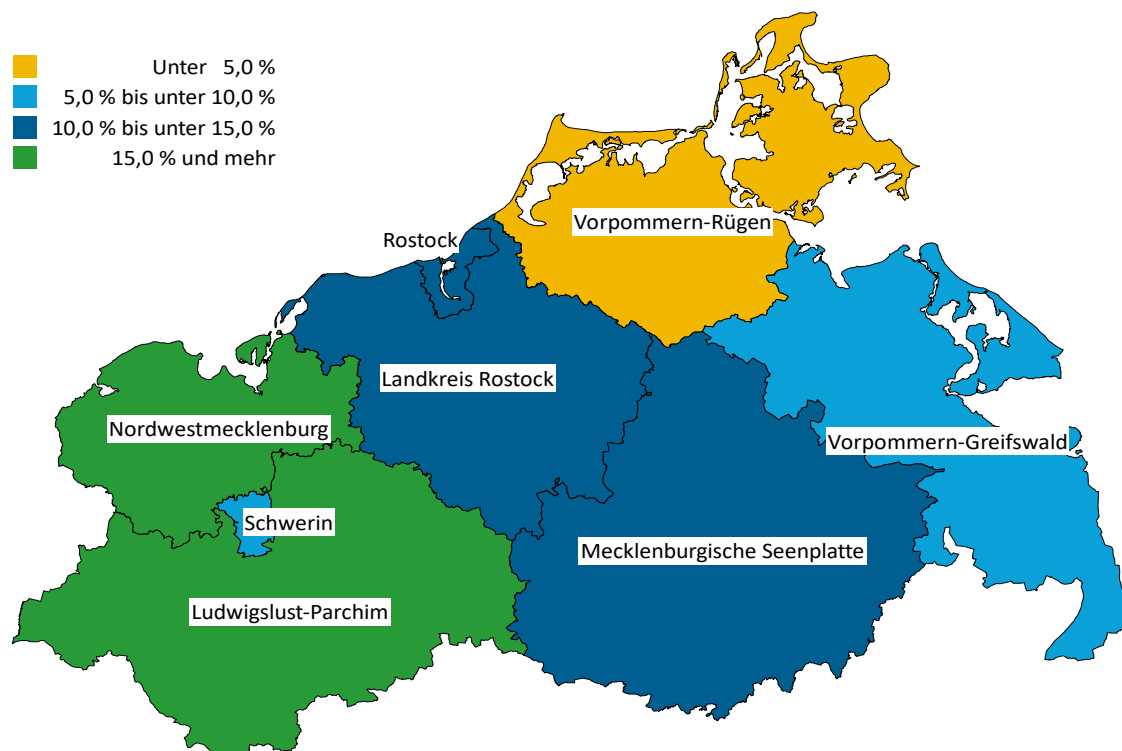 Unter 5,0 %
5,0 % bis unter 10,0 %
10,0 % bis unter 15,0 %
15,0 % und mehr
Vorpommern-Rügen
Rostock
Landkreis Rostock
Nordwestmecklenburg
Vorpommern-Greifswald
Schwerin
Mecklenburgische Seenplatte
Ludwigslust-Parchim